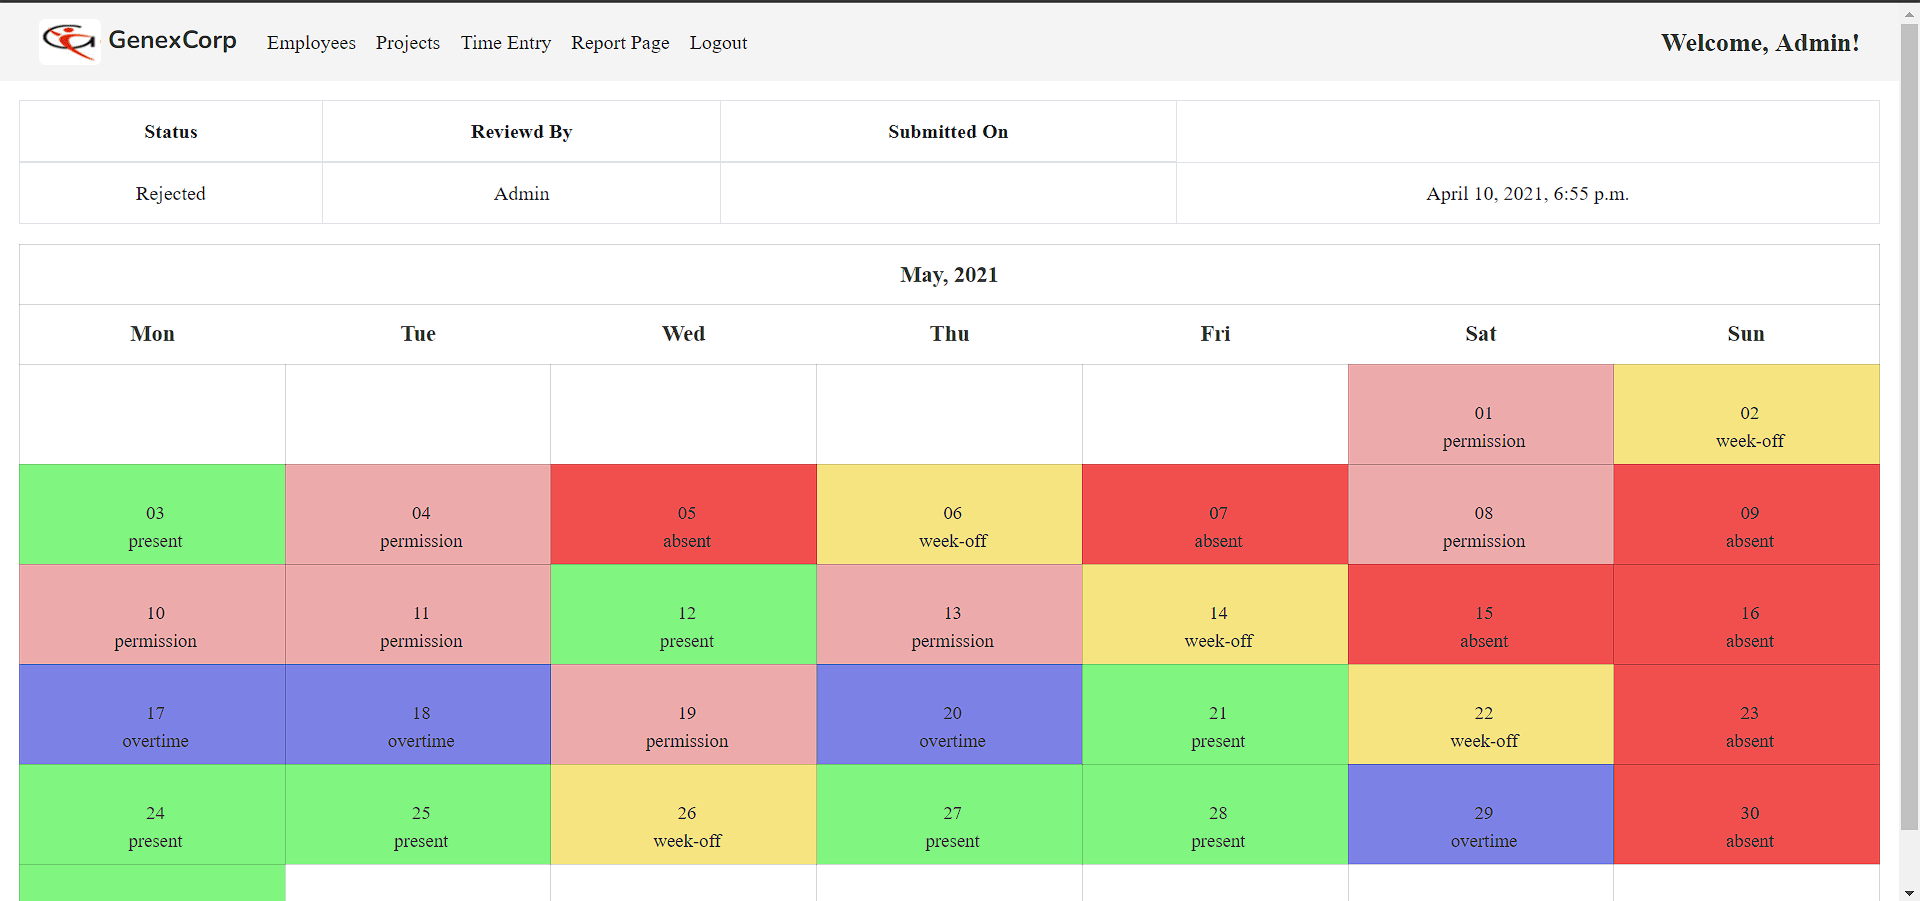 GenexCorp Employees Projects Time Entry Report Page Logout Welcome, Admin!
Status Reviewd By Submitted On
Rejected Admin April 10, 2021, 6:55 p.m.
May, 2021
Mon Tue Wed Thu Fri Sat Sun
01 02
permission week-off
03 04 05 06 07 08 09
present permission absent week-off absent permission absent
10 11 12 13 14 15 16
permission permission present permission week-off absent absent
17 18 19 20 21 22 23
overtime overtime permission overtime present week-off absent
24 25 26 27 28 29 30
present present week-off present present overtime absent